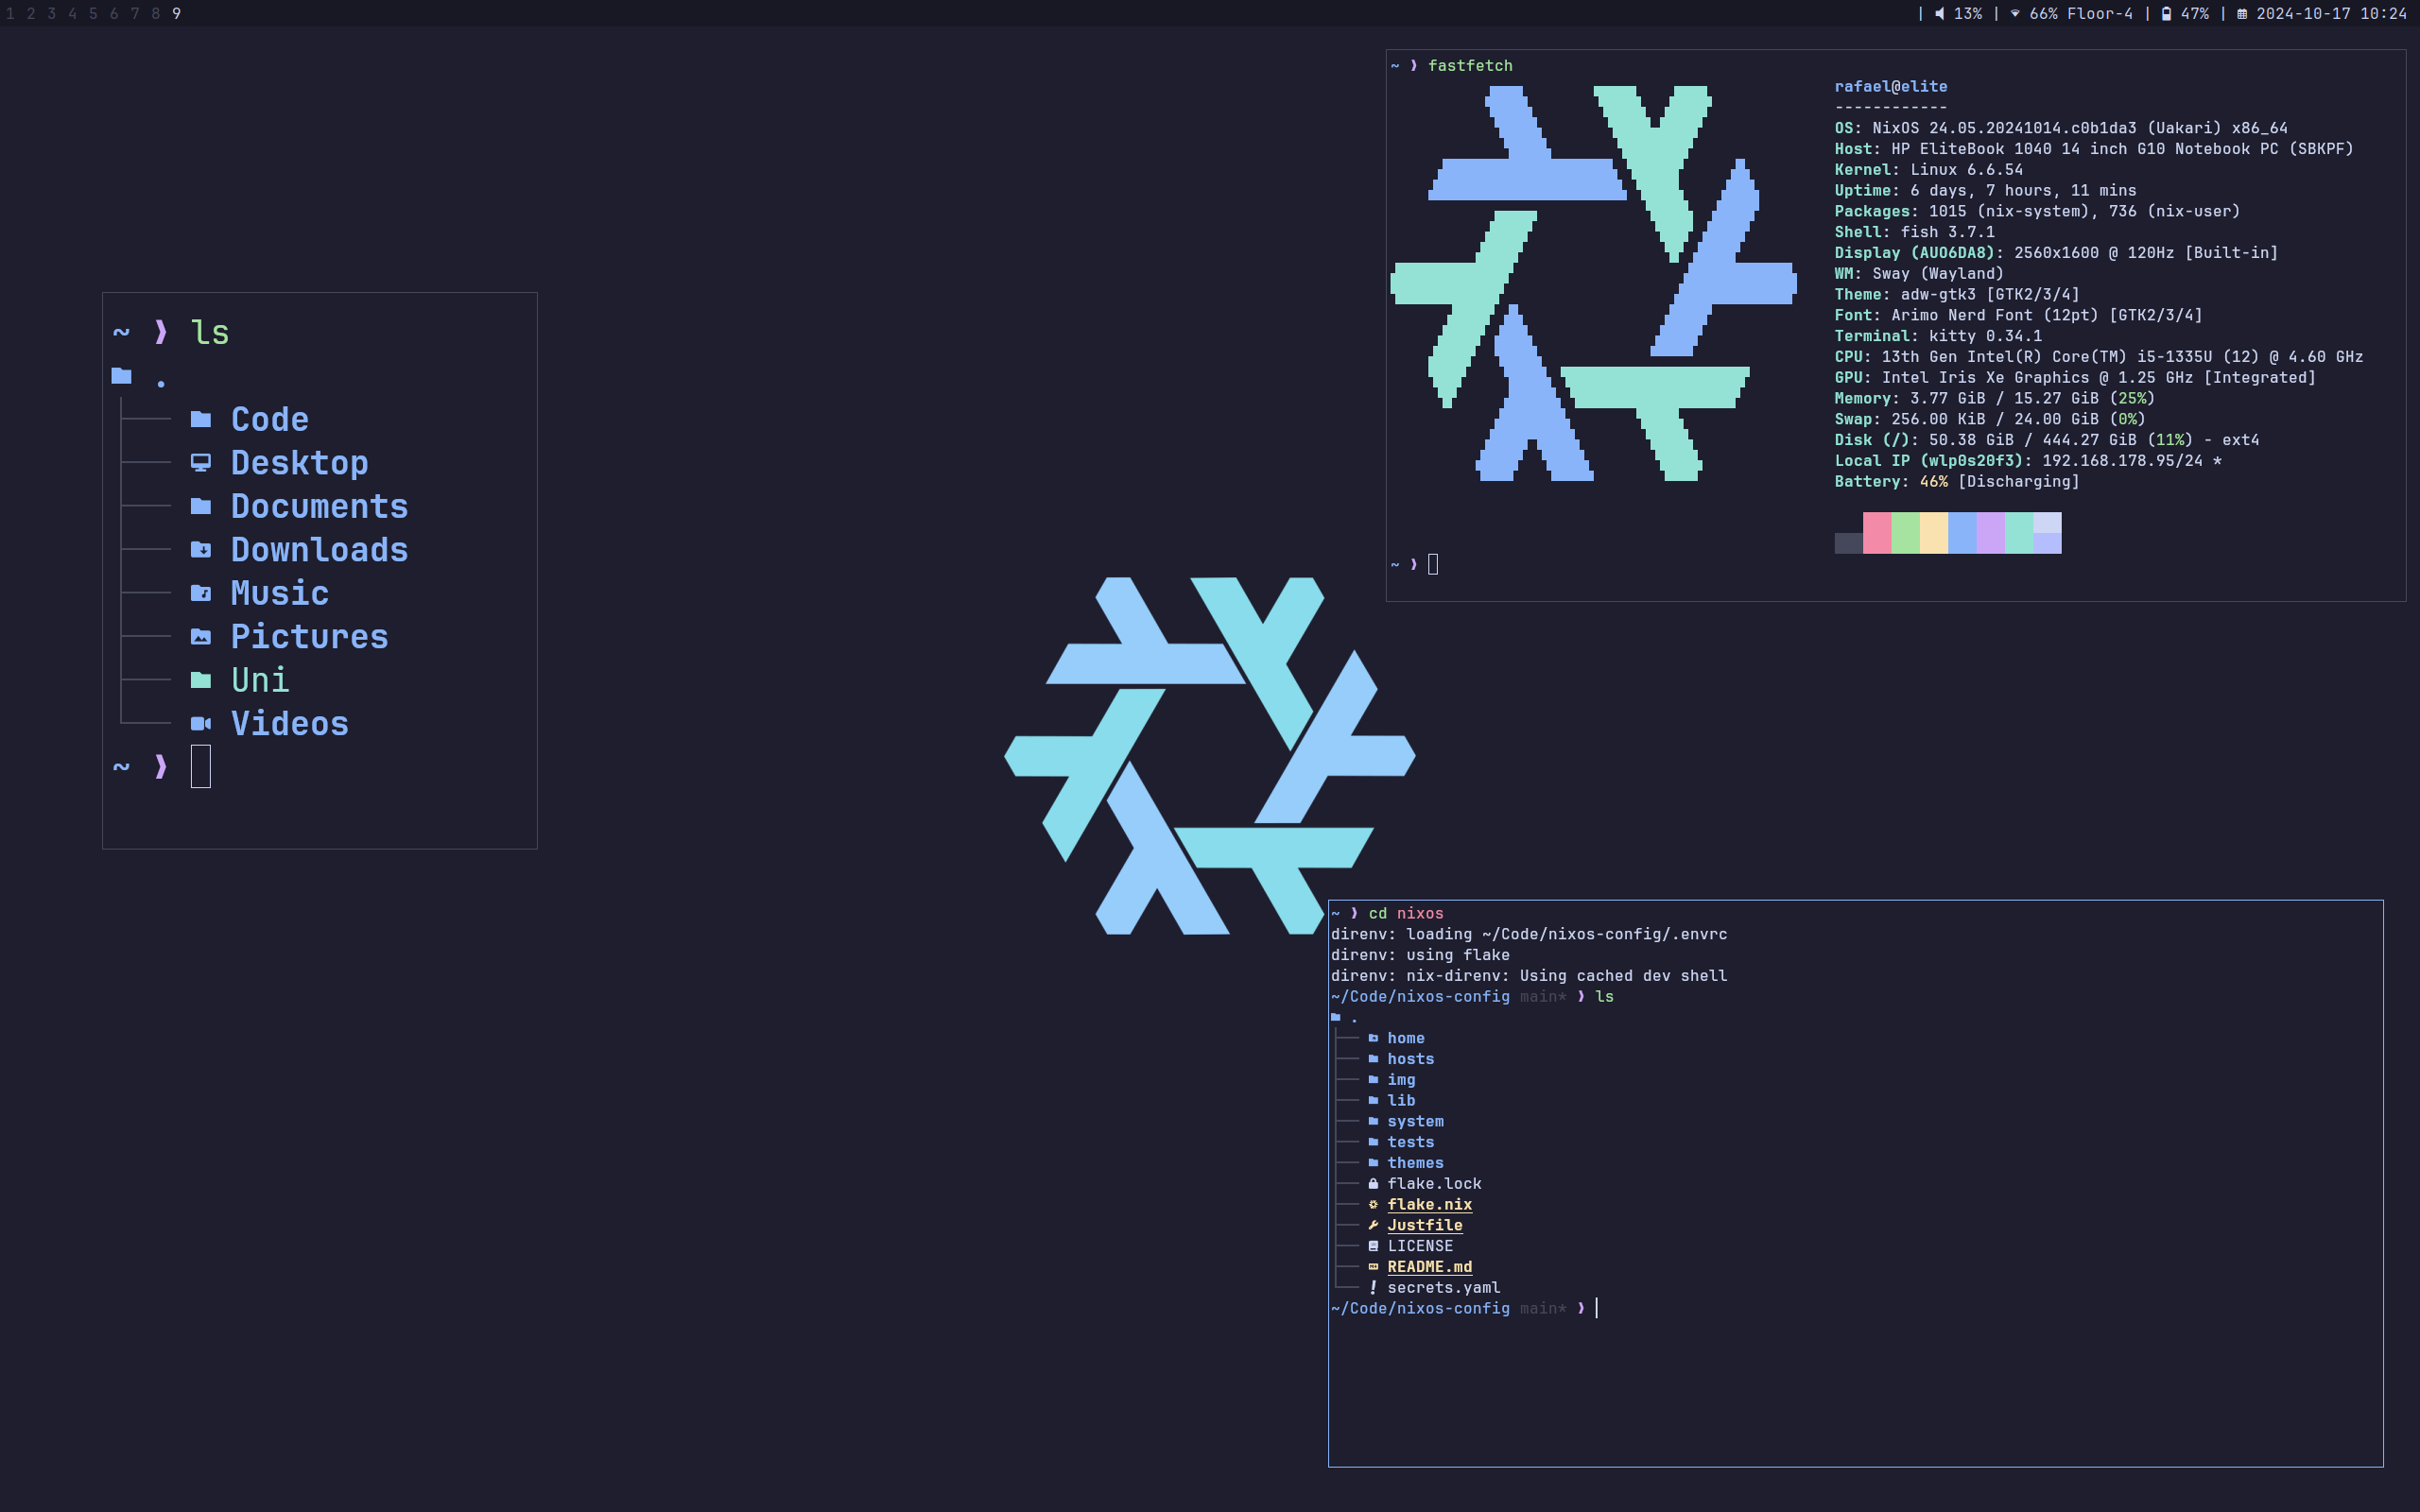 1 2 3 4 5 6 7 8 9
| 13% | 66% Floor-4 | 47% | 2024-10-17 10:24
~ ❱ ls
.
Code
Desktop
Documents
Downloads
Music
Pictures
Uni
Videos
~ ❱
~ ❱ fastfetch
rafael@elite
------------
OS: NixOS 24.05.20241014.c0b1da3 (Uakari) x86_64
Host: HP EliteBook 1040 14 inch G10 Notebook PC (SBKPF)
Kernel: Linux 6.6.54
Uptime: 6 days, 7 hours, 11 mins
Packages: 1015 (nix-system), 736 (nix-user)
Shell: fish 3.7.1
Display (AUO6DA8): 2560x1600 @ 120Hz [Built-in]
WM: Sway (Wayland)
Theme: adw-gtk3 [GTK2/3/4]
Font: Arimo Nerd Font (12pt) [GTK2/3/4]
Terminal: kitty 0.34.1
CPU: 13th Gen Intel(R) Core(TM) i5-1335U (12) @ 4.60 GHz
GPU: Intel Iris Xe Graphics @ 1.25 GHz [Integrated]
Memory: 3.77 GiB / 15.27 GiB (25%)
Swap: 256.00 KiB / 24.00 GiB (0%)
Disk (/): 50.38 GiB / 444.27 GiB (11%) - ext4
Local IP (wlp0s20f3): 192.168.178.95/24 *
Battery: 46% [Discharging]
~ ❱
~ ❱ cd nixos
direnv: loading ~/Code/nixos-config/.envrc
direnv: using flake
direnv: nix-direnv: Using cached dev shell
~/Code/nixos-config main* ❱ ls
.
home
hosts
img
lib
system
tests
themes
flake.lock
flake.nix
Justfile
LICENSE
README.md
secrets.yaml
~/Code/nixos-config main* ❱